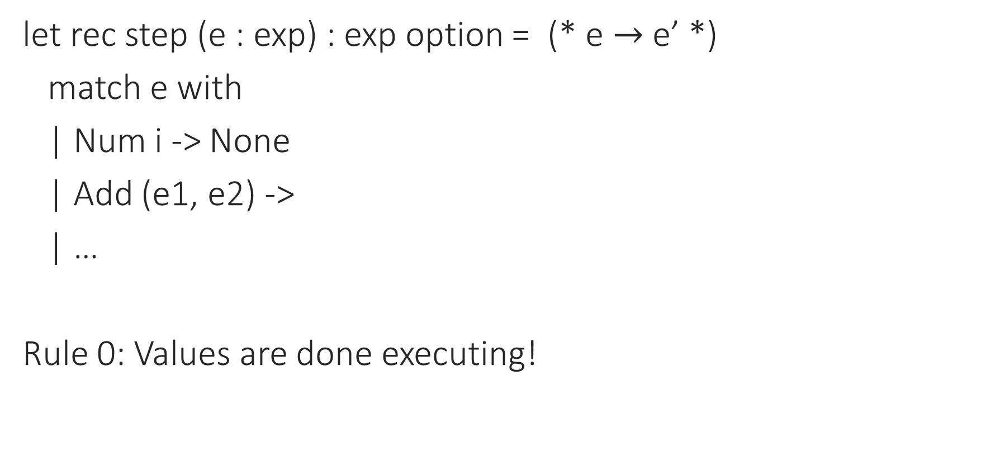 let rec step (e : exp) : exp option =  (* e → e’ *)
match e with
| Num i -> None
| Add (e1, e2) ->
| …
Rule 0: Values are done executing!